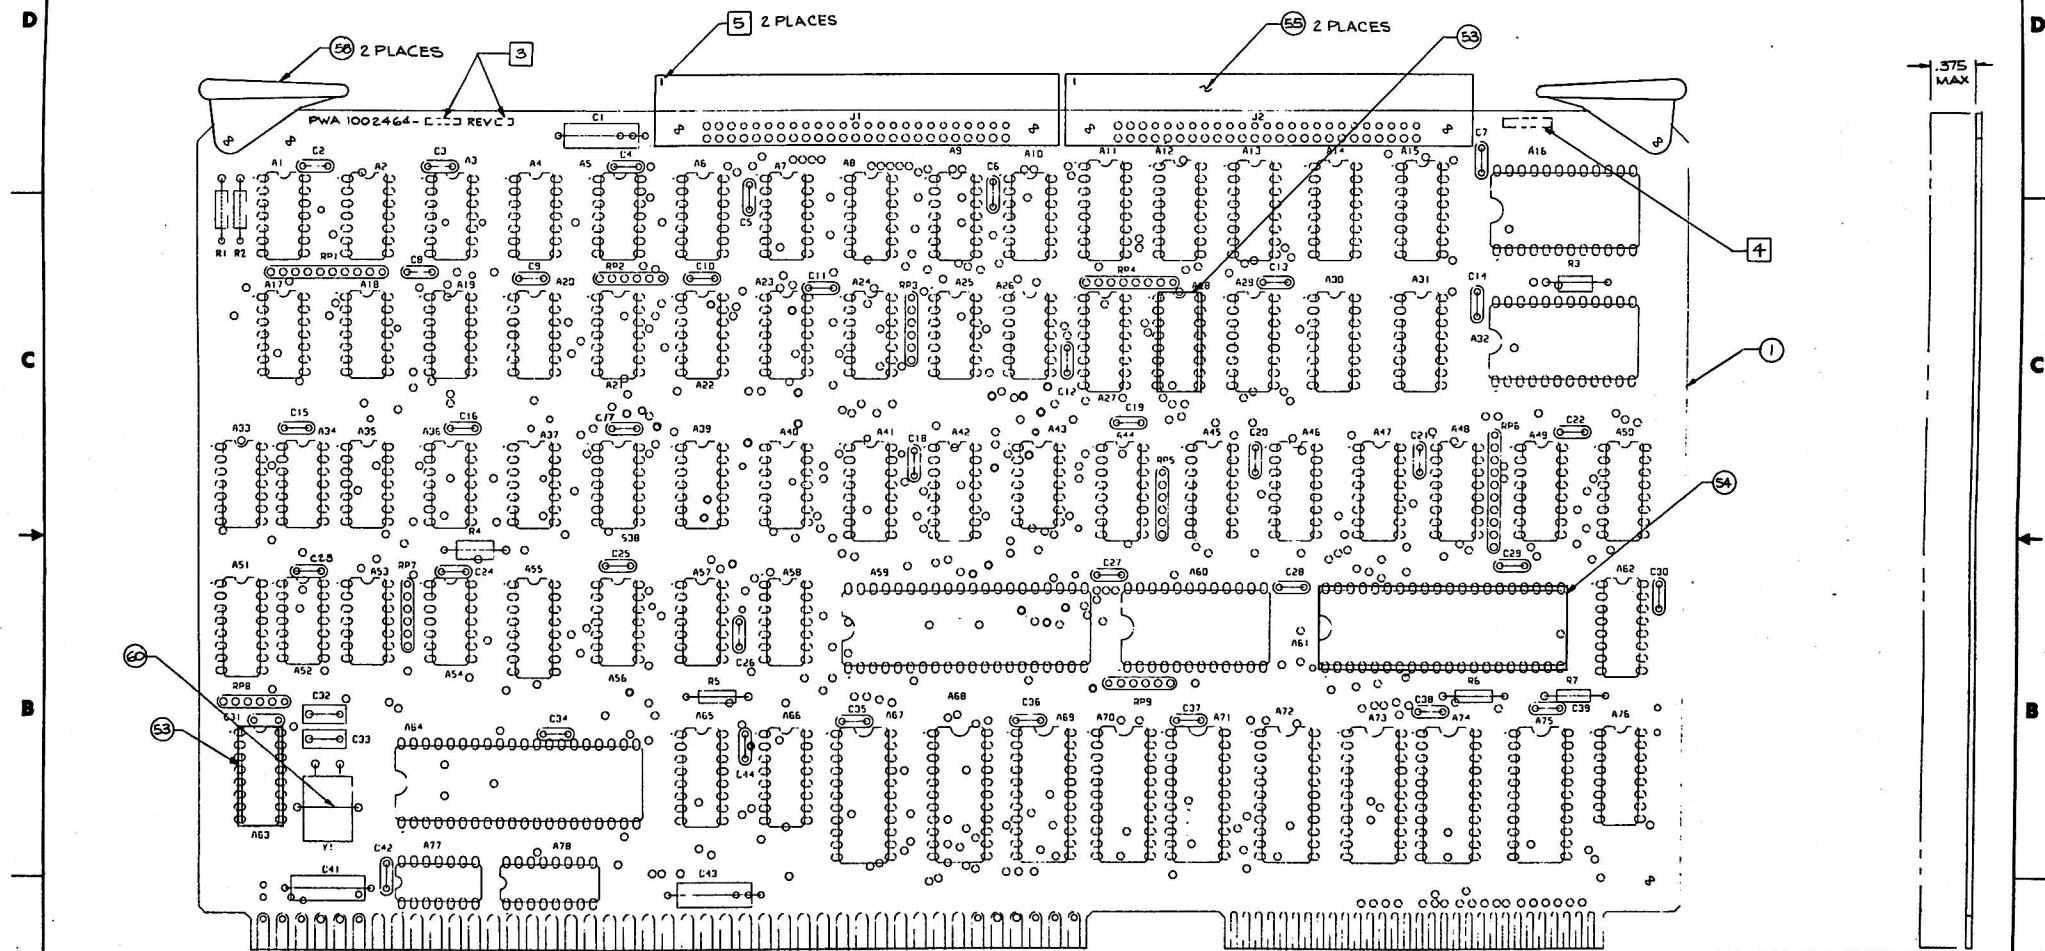 D
D
5 2 PLACES
55 2 PLACES
53
58 2 PLACES
3
.375
MAX
PWA 1002464- REV
C1
J1
J2
C7
A1 C2 A2 C3 A3 A4 A5 C4 A6 A7 A8 A9 C6 A10 A11 A12 A13 A14 A15 A16
C5
4
R1 R2 RP1 C8 C9 RP2 C10 RP4 C13 C14 R3
A17 A18 A19 A20 A23 C11 A24 RP3 A25 A26 A28 A29 A30 A31
A32
1
C
C
A21 A22 C12 A27
C15 C16 C17 C19 RP6 C22
A33 A34 A35 A36 A37 A39 A40 A41 C18 A42 A43 A44 A45 C20 A46 A47 C21 A48 A49 A50
RP5
54
R4
S38
A51 A53 RP7 C24 A55 C25 A57 A58 A59 C27 A60 C28 C29 A62 C30
60
A52 A54 A56 C26 A61
RP8 C32 R5 R6 R7
B
B
C31 C34 A65 A66 C35 A67 A68 C36 A69 A70 RP9 C37 A71 A72 A73 C38 A74 A75 C39 A76
53
C33
A64
C44
A63
Y1
C42 A77 A78
C41 C43